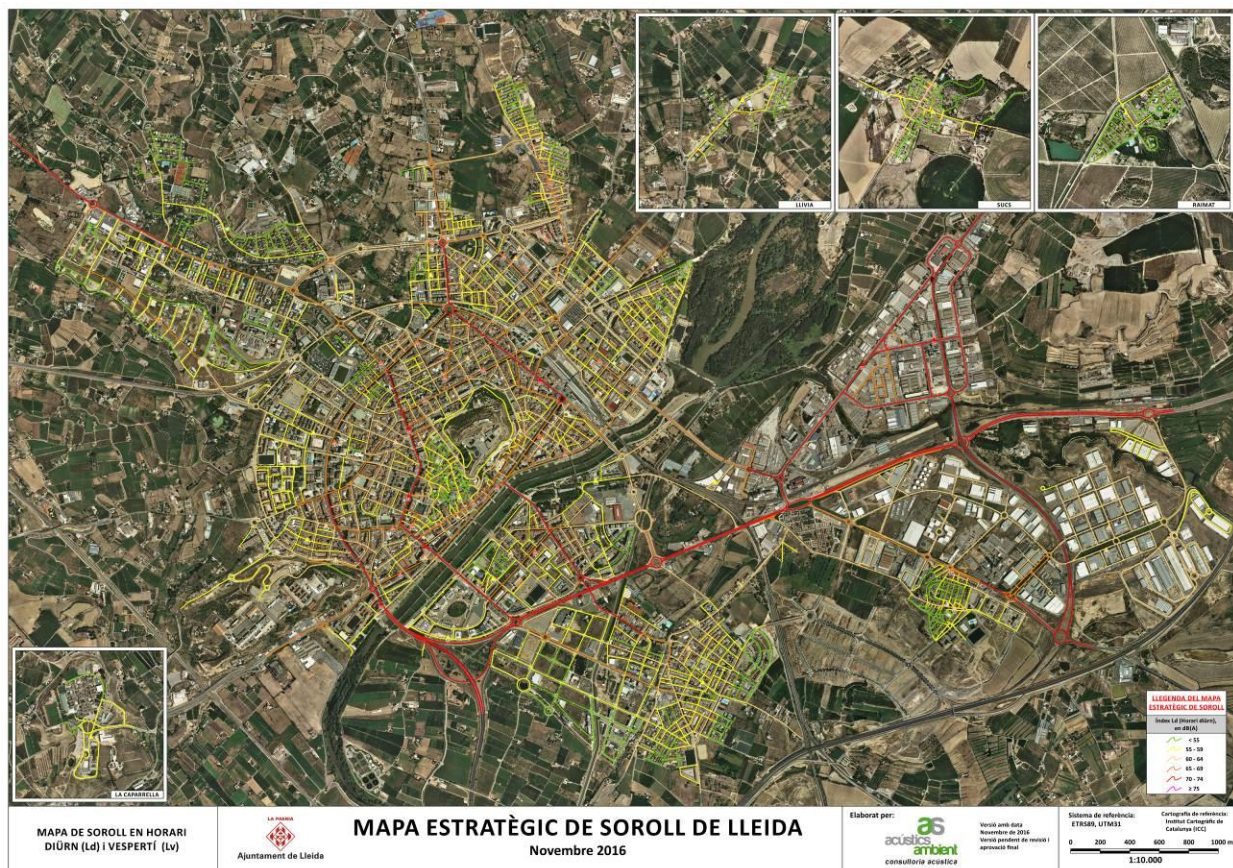 LLIVIA
SUCS
RAIMAT
LA CAPARRELLA
LLEGENDA DEL MAPA
ESTRATÈGIC DE SOROLL
Índex Ld (Horari diürn),
en dB(A)
< 55
55 - 59
60 - 64
65 - 69
70 - 74
≥ 75
MAPA DE SOROLL EN HORARI
DIÜRN (Ld) i VESPERTÍ (Lv)
LA PAERIA
Ajuntament de Lleida
MAPA ESTRATÈGIC DE SOROLL DE LLEIDA
Novembre 2016
Elaborat per:
as
acústics
ambient
consultoria acústica
Versió amb data
Novembre de 2016
Versió pendent de revisió i
aprovació final
Sistema de referència:
ETRS89, UTM31
Cartografia de referència:
Institut Cartogràfic de
Catalunya (ICC)
0 200 400 600 800 1000 m
1:10.000